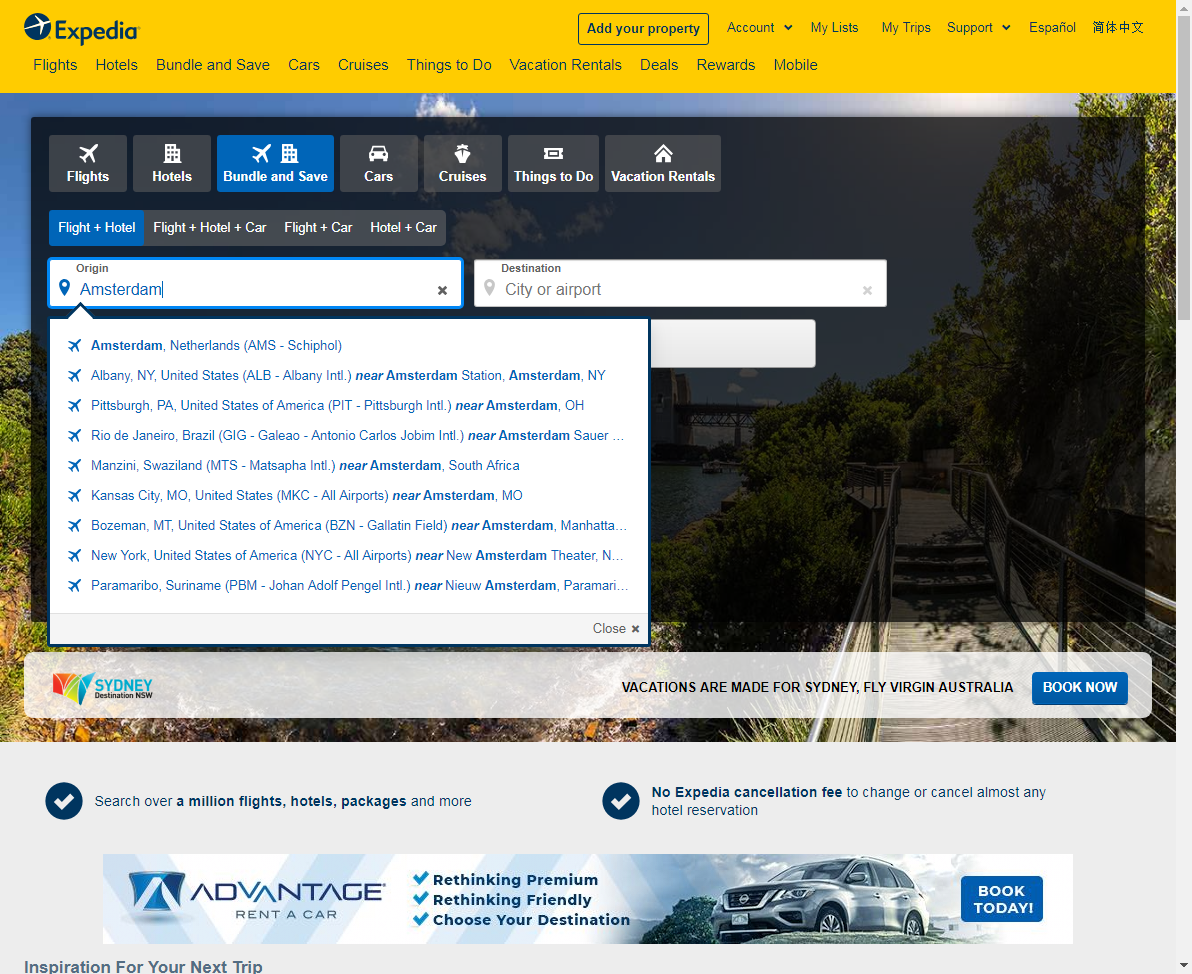 Expedia
Add your property
Account
My Lists
My Trips
Support
Español
简体中文
Flights
Hotels
Bundle and Save
Cars
Cruises
Things to Do
Vacation Rentals
Deals
Rewards
Mobile
Flights
Hotels
Bundle and Save
Cars
Cruises
Things to Do
Vacation Rentals
Flight + Hotel
Flight + Hotel + Car
Flight + Car
Hotel + Car
Origin
Amsterdam
Destination
City or airport
Amsterdam, Netherlands (AMS - Schiphol)
Albany, NY, United States (ALB - Albany Intl.) near Amsterdam Station, Amsterdam, NY
Pittsburgh, PA, United States of America (PIT - Pittsburgh Intl.) near Amsterdam, OH
Rio de Janeiro, Brazil (GIG - Galeao - Antonio Carlos Jobim Intl.) near Amsterdam Sauer ...
Manzini, Swaziland (MTS - Matsapha Intl.) near Amsterdam, South Africa
Kansas City, MO, United States (MKC - All Airports) near Amsterdam, MO
Bozeman, MT, United States of America (BZN - Gallatin Field) near Amsterdam, Manhatta...
New York, United States of America (NYC - All Airports) near New Amsterdam Theater, N...
Paramaribo, Suriname (PBM - Johan Adolf Pengel Intl.) near Nieuw Amsterdam, Paramari...
Close
SYDNEY
Destination NSW
VACATIONS ARE MADE FOR SYDNEY, FLY VIRGIN AUSTRALIA
BOOK NOW
Search over a million flights, hotels, packages and more
No Expedia cancellation fee to change or cancel almost any
hotel reservation
ADVANTAGE
RENT A CAR
Rethinking Premium
Rethinking Friendly
Choose Your Destination
BOOK
TODAY!
Inspiration For Your Next Trip